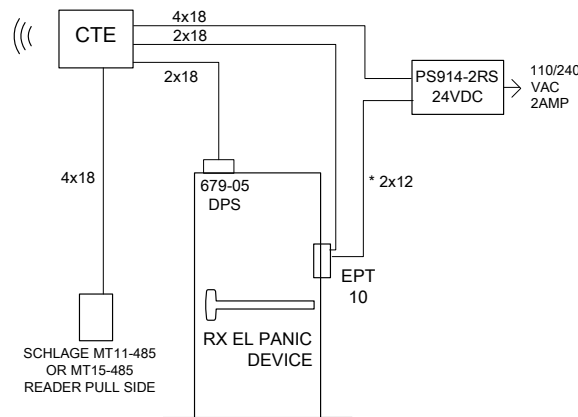 CTE
4x18
2x18
2x18
PS914-2RS
24VDC
110/240
VAC
2AMP
4x18
679-05
DPS
* 2x12
EPT
10
RX EL PANIC
DEVICE
SCHLAGE MT11-485
OR MT15-485
READER PULL SIDE